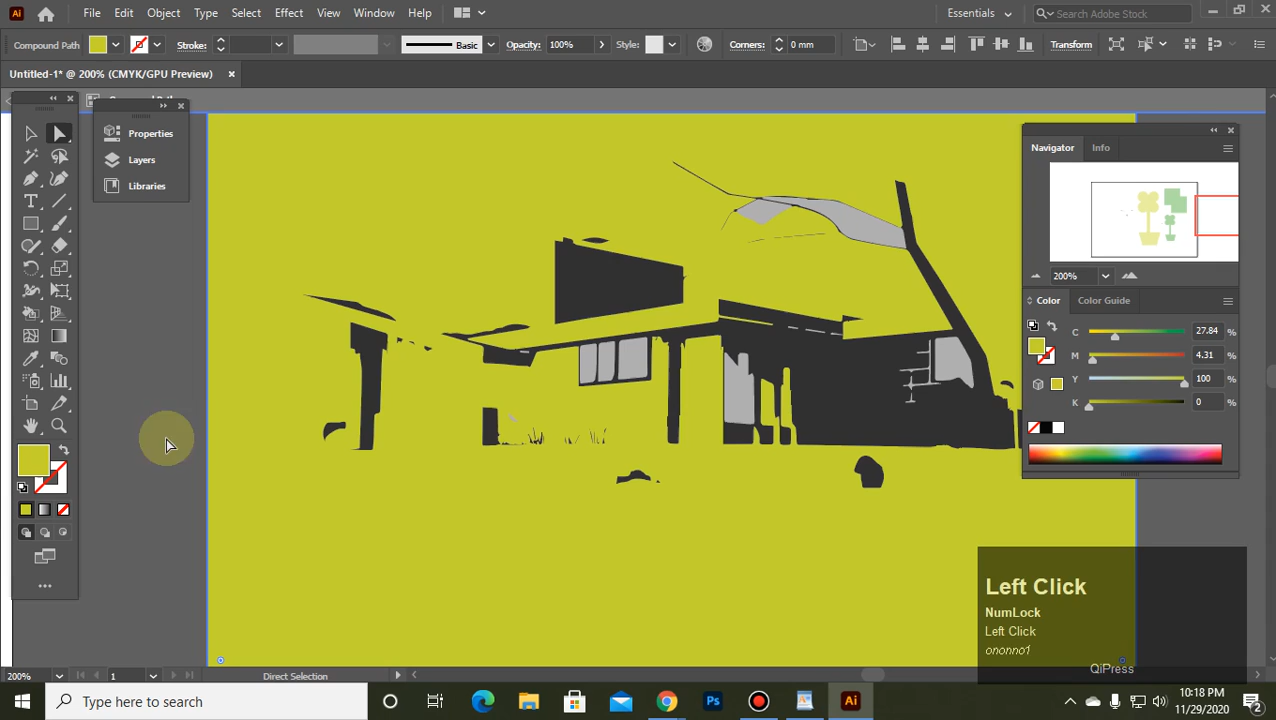 Ai File Edit Object Type Select Effect View Window Help Essentials Search Adobe Stock
Compound Path Stroke: Basic Opacity: 100% Style: Corners: 0 mm Transform
Untitled-1* @ 200% (CMYK/GPU Preview)
Properties
Layers
Libraries
Navigator Info
200%
Color Color Guide
C 27.84 %
M 4.31 %
Y 100 %
K 0 %
Left Click
NumLock
Left Click
ononno1
QiPress
200% 1 Direct Selection
Type here to search
Ps
Ai
10:18 PM
11/29/2020
2